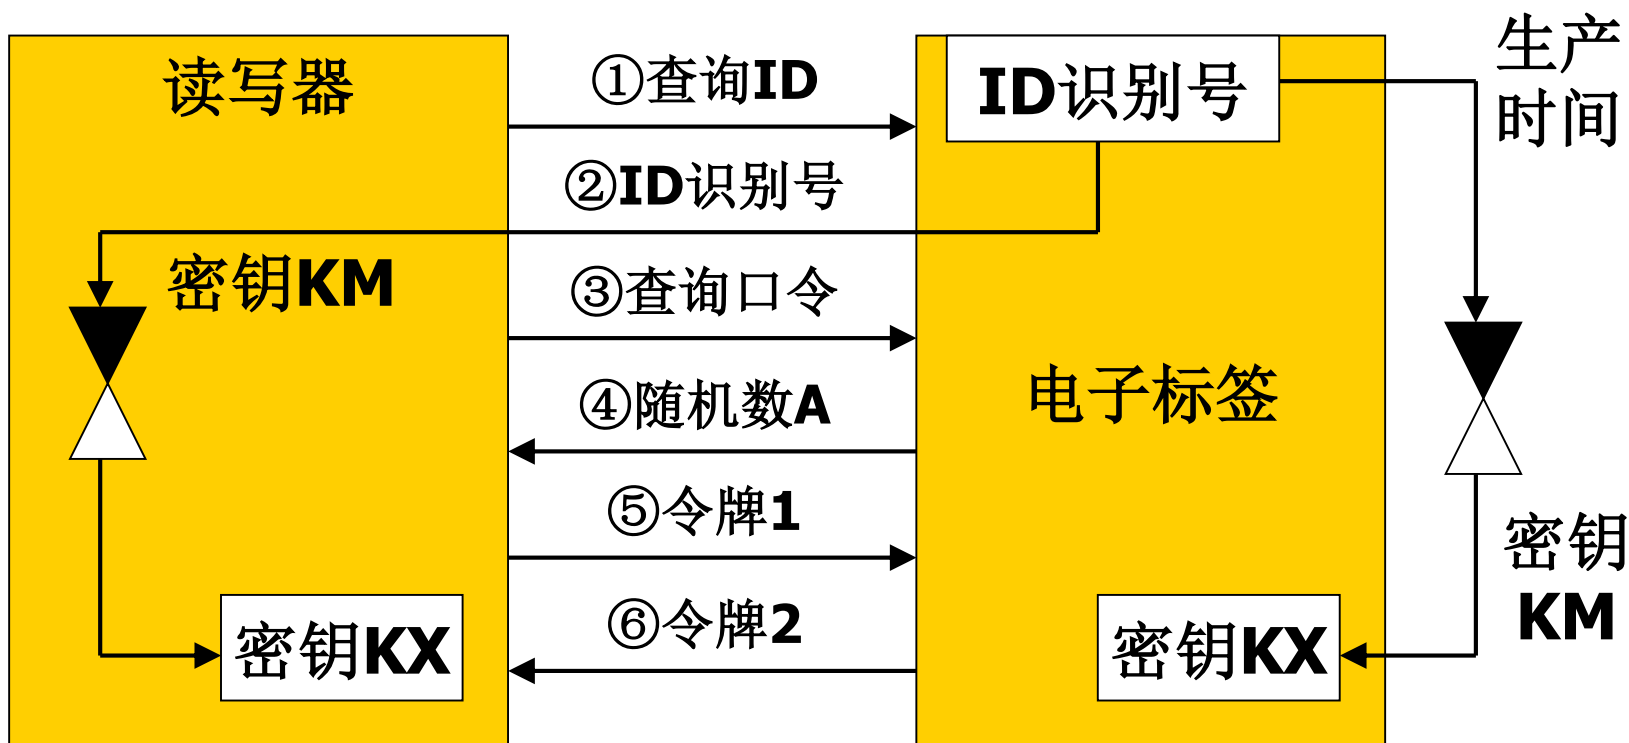 读写器
①查询ID
②ID识别号
密钥KM
③查询口令
④随机数A
⑤令牌1
⑥令牌2
密钥KX
ID识别号
电子标签
密钥KX
生产
时间
密钥
KM